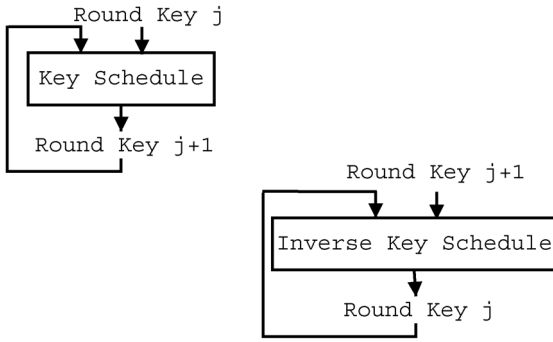 Round Key j
Key Schedule
Round Key j+1
Round Key j+1
Inverse Key Schedule
Round Key j